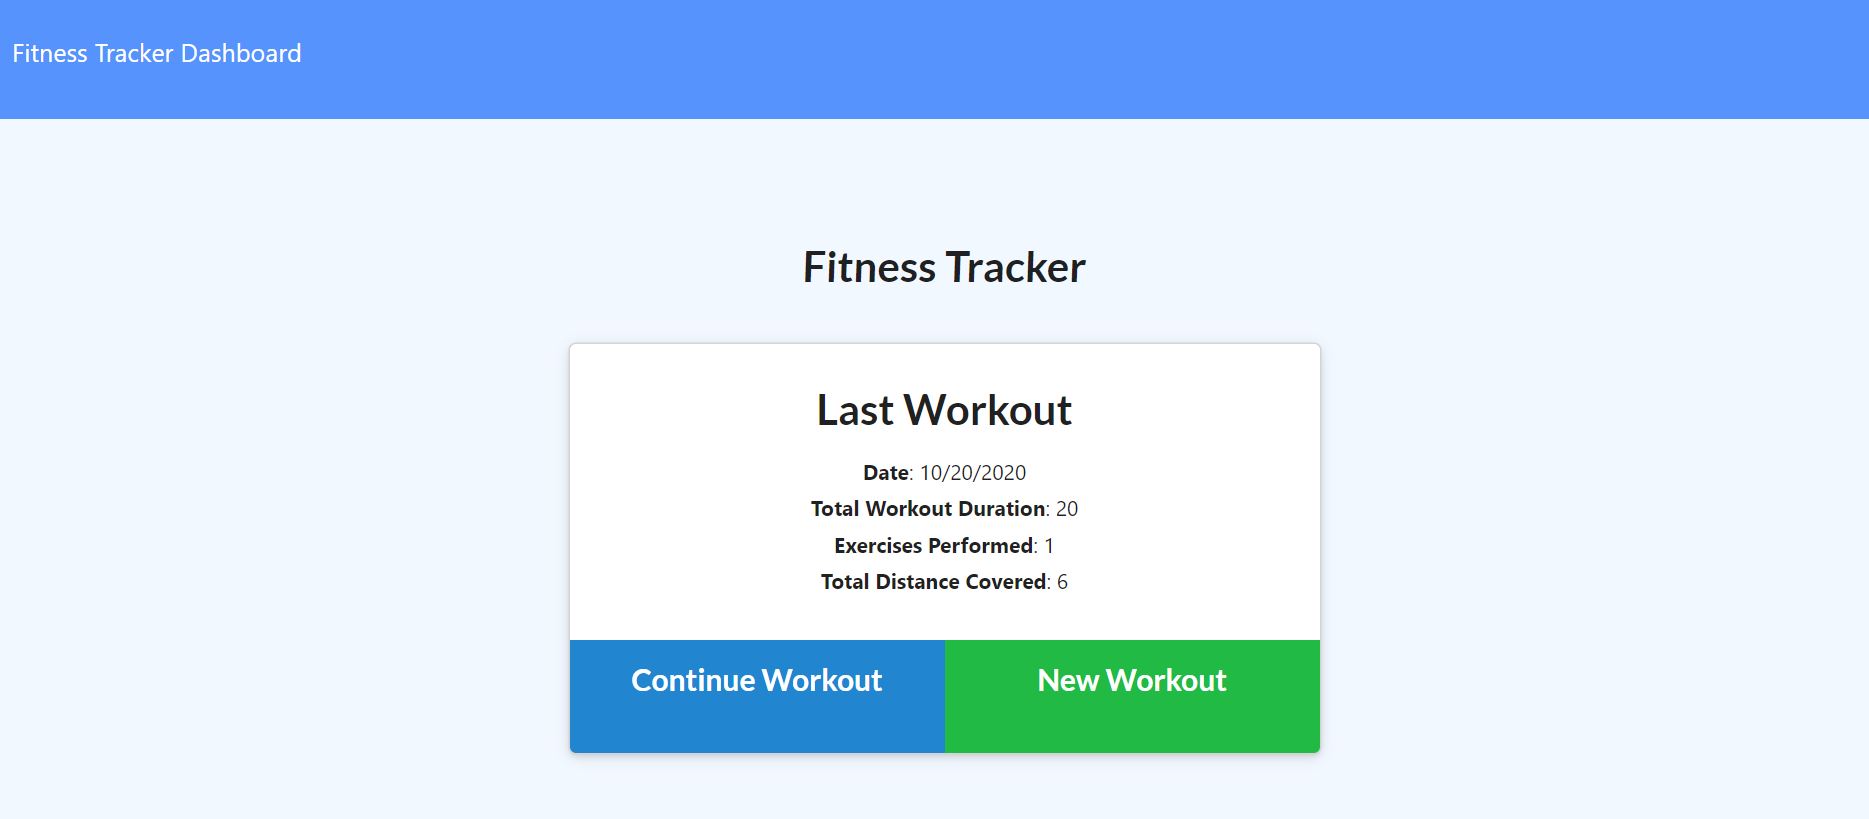 Fitness Tracker Dashboard
Fitness Tracker
Last Workout
Date: 10/20/2020
Total Workout Duration: 20
Exercises Performed: 1
Total Distance Covered: 6
Continue Workout
New Workout